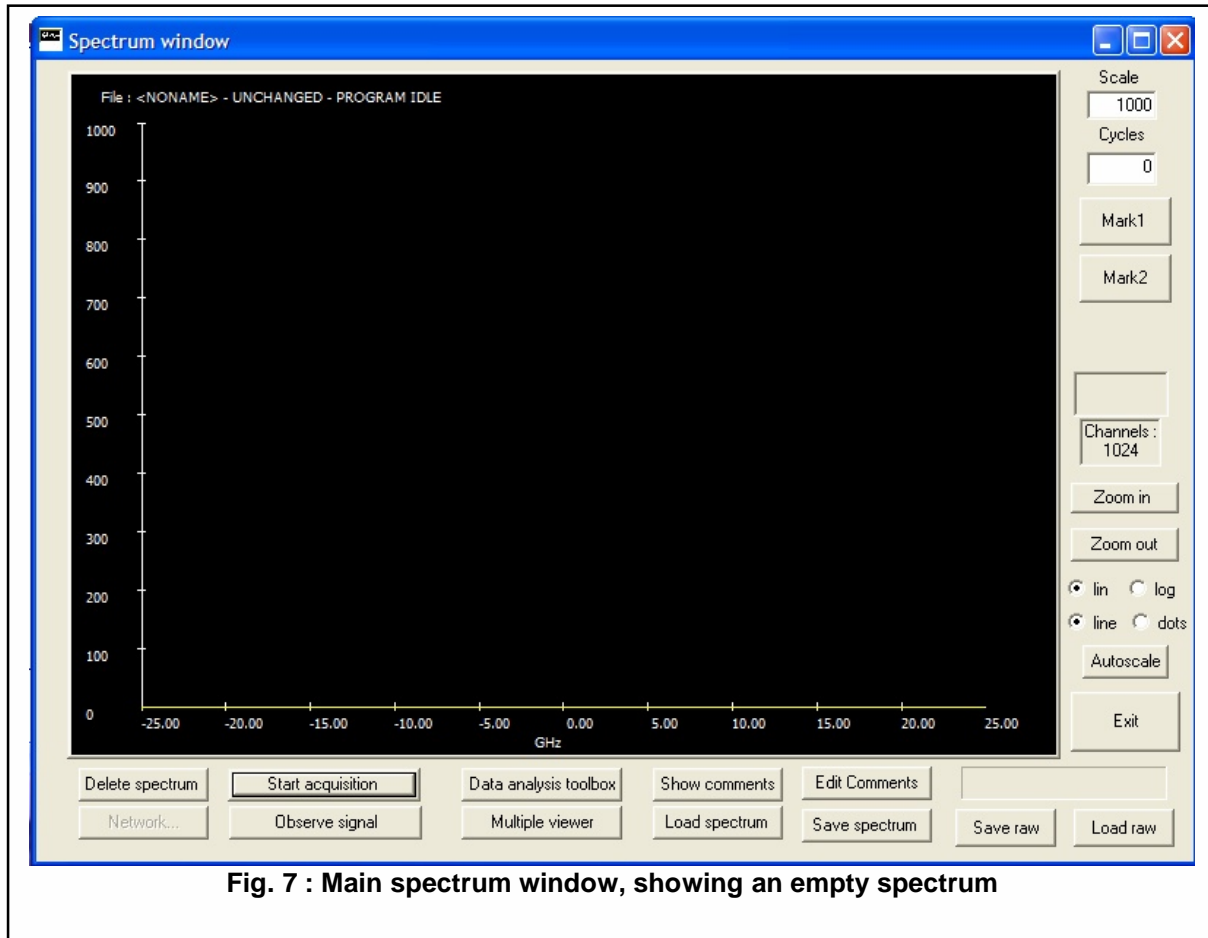 Spectrum window
File : <NONAME> - UNCHANGED - PROGRAM IDLE
1000
900
800
700
600
500
400
300
200
100
0
-25.00 -20.00 -15.00 -10.00 -5.00 0.00 5.00 10.00 15.00 20.00 25.00
GHz
Scale
1000
Cycles
0
Mark1
Mark2
Channels :
1024
Zoom in
Zoom out
lin log
line dots
Autoscale
Exit
Delete spectrum Start acquisition Data analysis toolbox Show comments Edit Comments
Network... Observe signal Multiple viewer Load spectrum Save spectrum Save raw Load raw
Fig. 7 : Main spectrum window, showing an empty spectrum